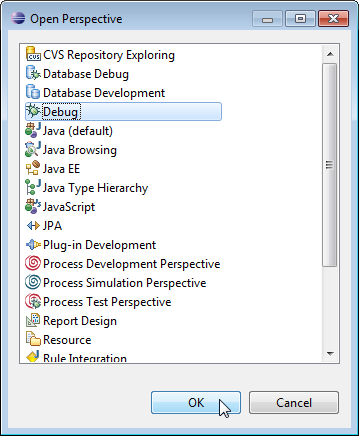 Open Perspective
CVS Repository Exploring
Database Debug
Database Development
Debug
Java (default)
Java Browsing
Java EE
Java Type Hierarchy
JavaScript
JPA
Plug-in Development
Process Development Perspective
Process Simulation Perspective
Process Test Perspective
Report Design
Resource
Rule Integration
OK
Cancel